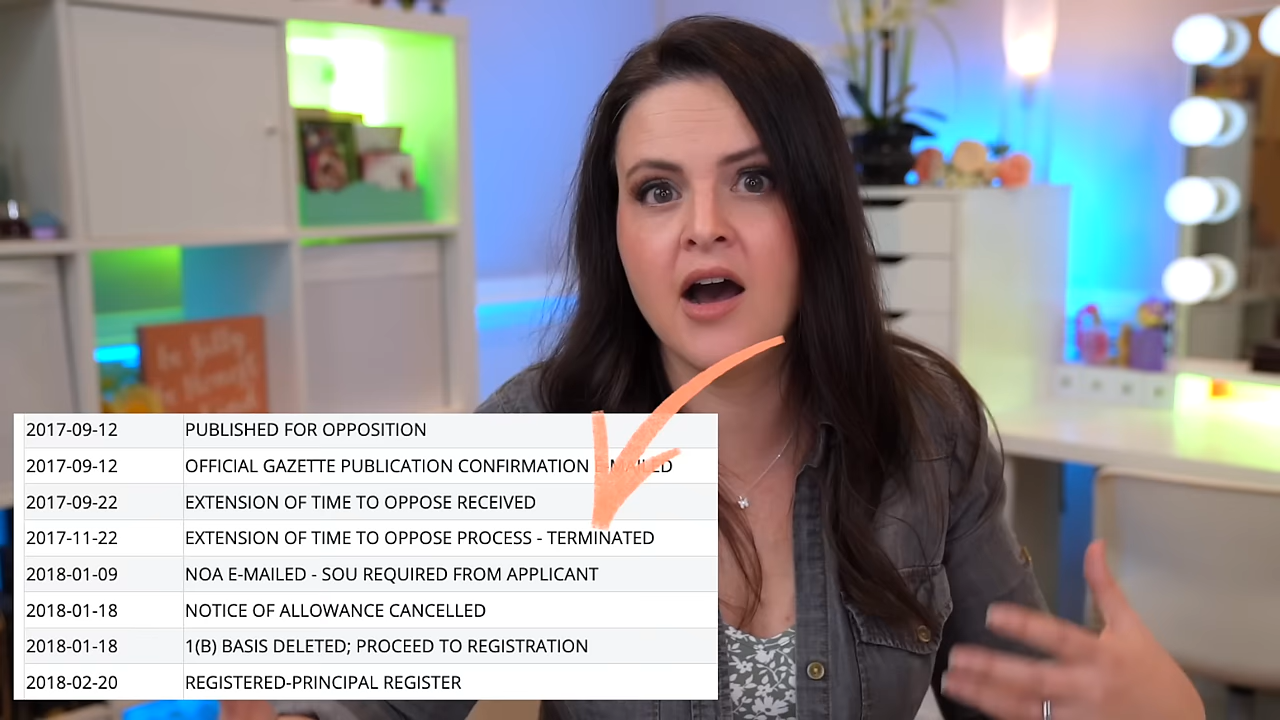 be
2017-09-12 PUBLISHED FOR OPPOSITION
2017-09-12 OFFICIAL GAZETTE PUBLICATION CONFIRMATION E-MAILED
2017-09-22 EXTENSION OF TIME TO OPPOSE RECEIVED
2017-11-22 EXTENSION OF TIME TO OPPOSE PROCESS - TERMINATED
2018-01-09 NOA E-MAILED - SOU REQUIRED FROM APPLICANT
2018-01-18 NOTICE OF ALLOWANCE CANCELLED
2018-01-18 1(B) BASIS DELETED; PROCEED TO REGISTRATION
2018-02-20 REGISTERED-PRINCIPAL REGISTER